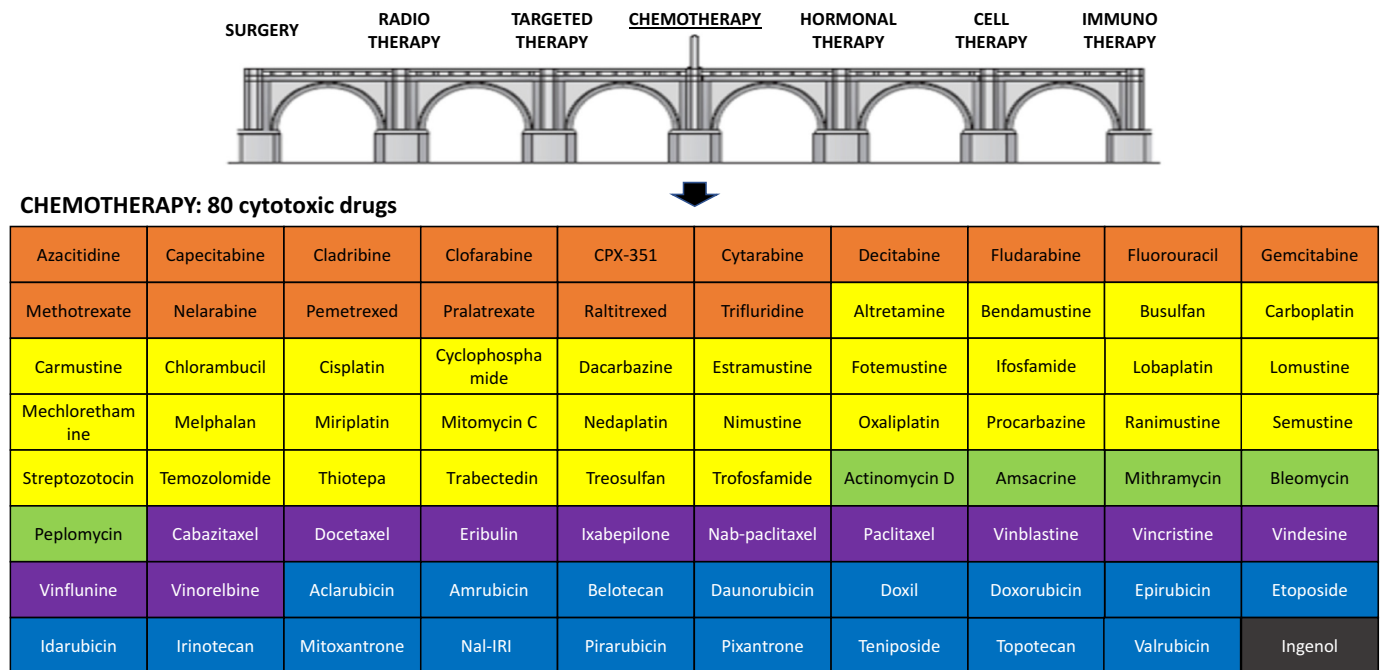 SURGERY
RADIO
THERAPY
TARGETED
THERAPY
CHEMOTHERAPY
HORMONAL
THERAPY
CELL
THERAPY
IMMUNO
THERAPY
CHEMOTHERAPY: 80 cytotoxic drugs
Azacitidine Capecitabine Cladribine Clofarabine CPX-351 Cytarabine Decitabine Fludarabine Fluorouracil Gemcitabine
Methotrexate Nelarabine Pemetrexed Pralatrexate Raltitrexed Trifluridine Altretamine Bendamustine Busulfan Carboplatin
Carmustine Chlorambucil Cisplatin Cyclophospha
mide Dacarbazine Estramustine Fotemustine Ifosfamide Lobaplatin Lomustine
Mechloretham
ine Melphalan Miriplatin Mitomycin C Nedaplatin Nimustine Oxaliplatin Procarbazine Ranimustine Semustine
Streptozotocin Temozolomide Thiotepa Trabectedin Treosulfan Trofosfamide Actinomycin D Amsacrine Mithramycin Bleomycin
Peplomycin Cabazitaxel Docetaxel Eribulin Ixabepilone Nab-paclitaxel Paclitaxel Vinblastine Vincristine Vindesine
Vinflunine Vinorelbine Aclarubicin Amrubicin Belotecan Daunorubicin Doxil Doxorubicin Epirubicin Etoposide
Idarubicin Irinotecan Mitoxantrone Nal-IRI Pirarubicin Pixantrone Teniposide Topotecan Valrubicin Ingenol